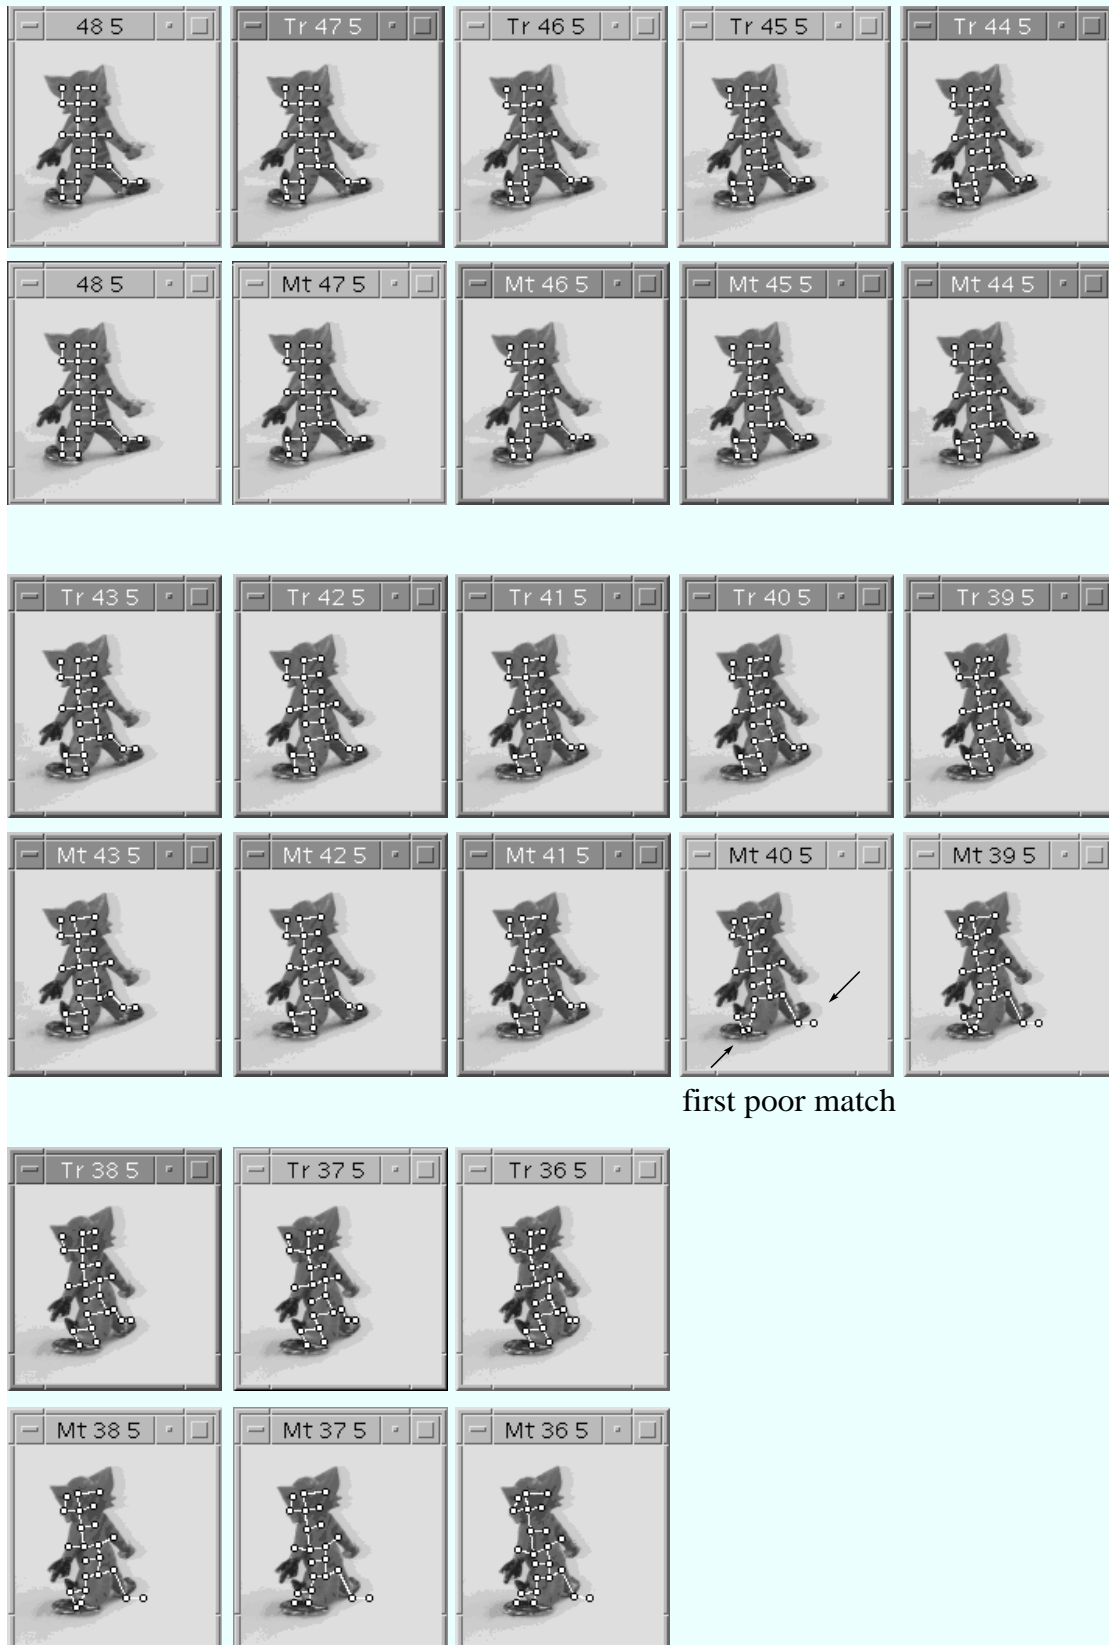 48 5 Tr 47 5 Tr 46 5 Tr 45 5 Tr 44 5
48 5 Mt 47 5 Mt 46 5 Mt 45 5 Mt 44 5
Tr 43 5 Tr 42 5 Tr 41 5 Tr 40 5 Tr 39 5
Mt 43 5 Mt 42 5 Mt 41 5 Mt 40 5 Mt 39 5
first poor match
Tr 38 5 Tr 37 5 Tr 36 5
Mt 38 5 Mt 37 5 Mt 36 5